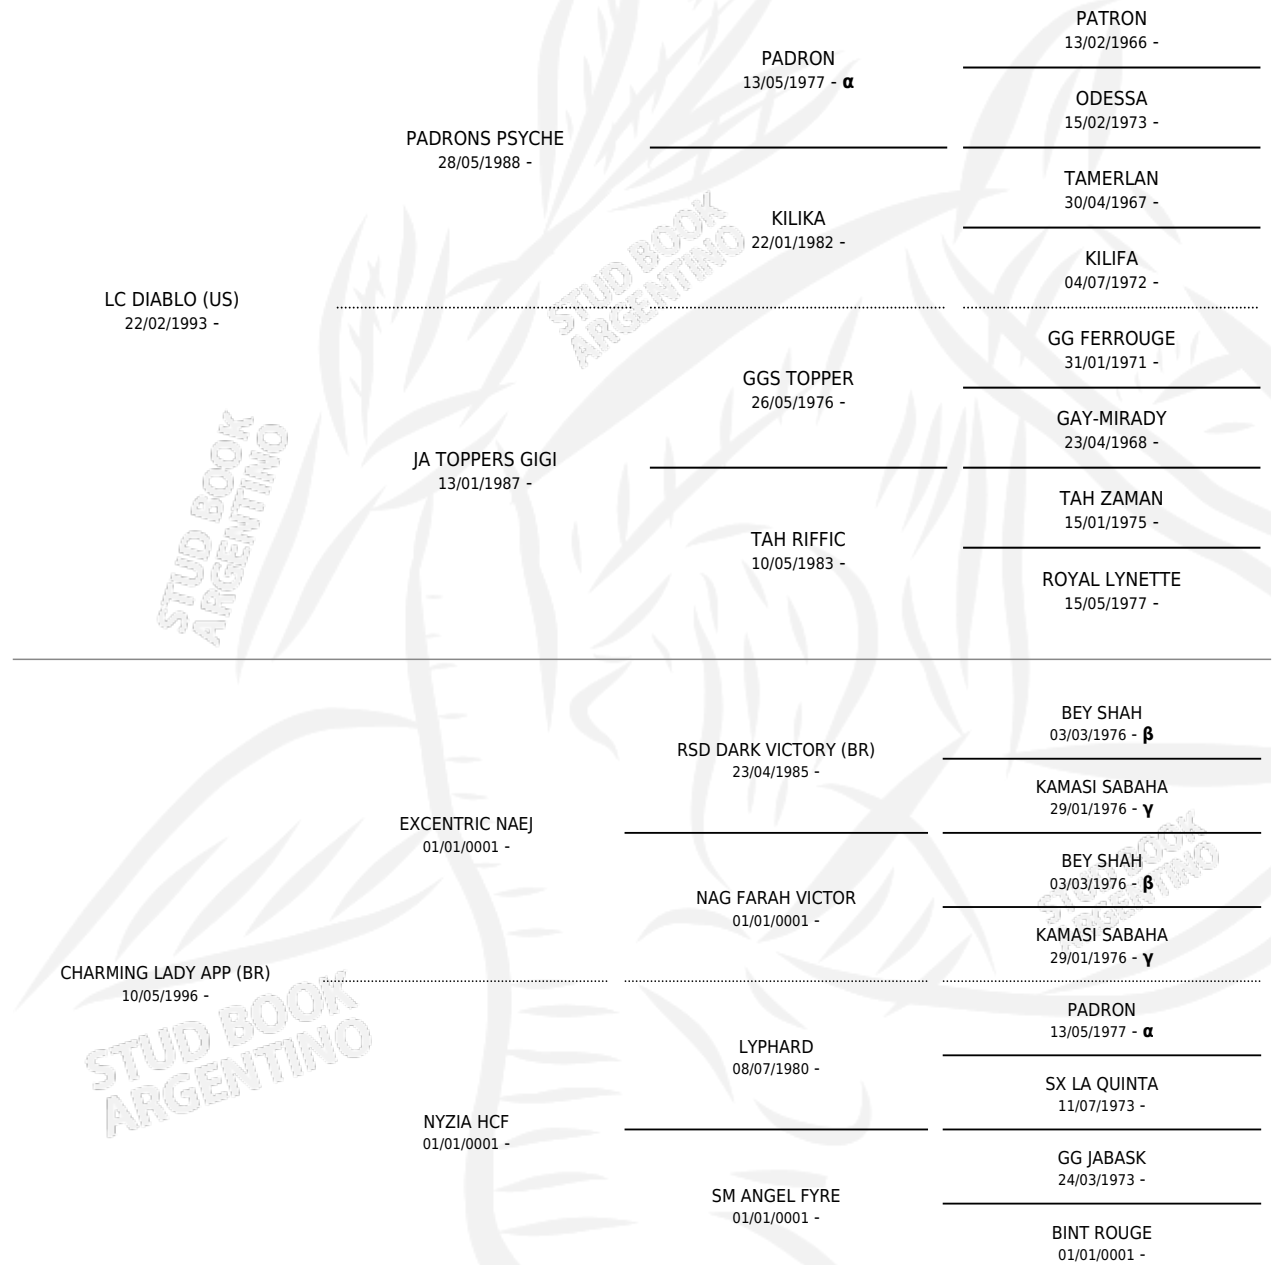 PATRON
13/02/1966 -
PADRON
13/05/1977 - α
ODESSA
15/02/1973 -
PADRONS PSYCHE
28/05/1988 -
TAMERLAN
30/04/1967 -
KILIKA
22/01/1982 -
KILIFA
04/07/1972 -
LC DIABLO (US)
22/02/1993 -
GG FERROUGE
31/01/1971 -
GGS TOPPER
26/05/1976 -
GAY-MIRADY
23/04/1968 -
JA TOPPERS GIGI
13/01/1987 -
TAH ZAMAN
15/01/1975 -
TAH RIFFIC
10/05/1983 -
ROYAL LYNETTE
15/05/1977 -
BEY SHAH
03/03/1976 - β
RSD DARK VICTORY (BR)
23/04/1985 -
KAMASI SABAHA
29/01/1976 - γ
EXCENTRIC NAEJ
01/01/0001 -
BEY SHAH
03/03/1976 - β
NAG FARAH VICTOR
01/01/0001 -
KAMASI SABAHA
29/01/1976 - γ
CHARMING LADY APP (BR)
10/05/1996 -
PADRON
13/05/1977 - α
LYPHARD
08/07/1980 -
SX LA QUINTA
11/07/1973 -
NYZIA HCF
01/01/0001 -
GG JABASK
24/03/1973 -
SM ANGEL FYRE
01/01/0001 -
BINT ROUGE
01/01/0001 -
STUD BOOK
ARGENTINO
STUD BOOK
ARGENTINO
STUD BOOK
ARGENTINO
STUD BOOK
ARGENTINO